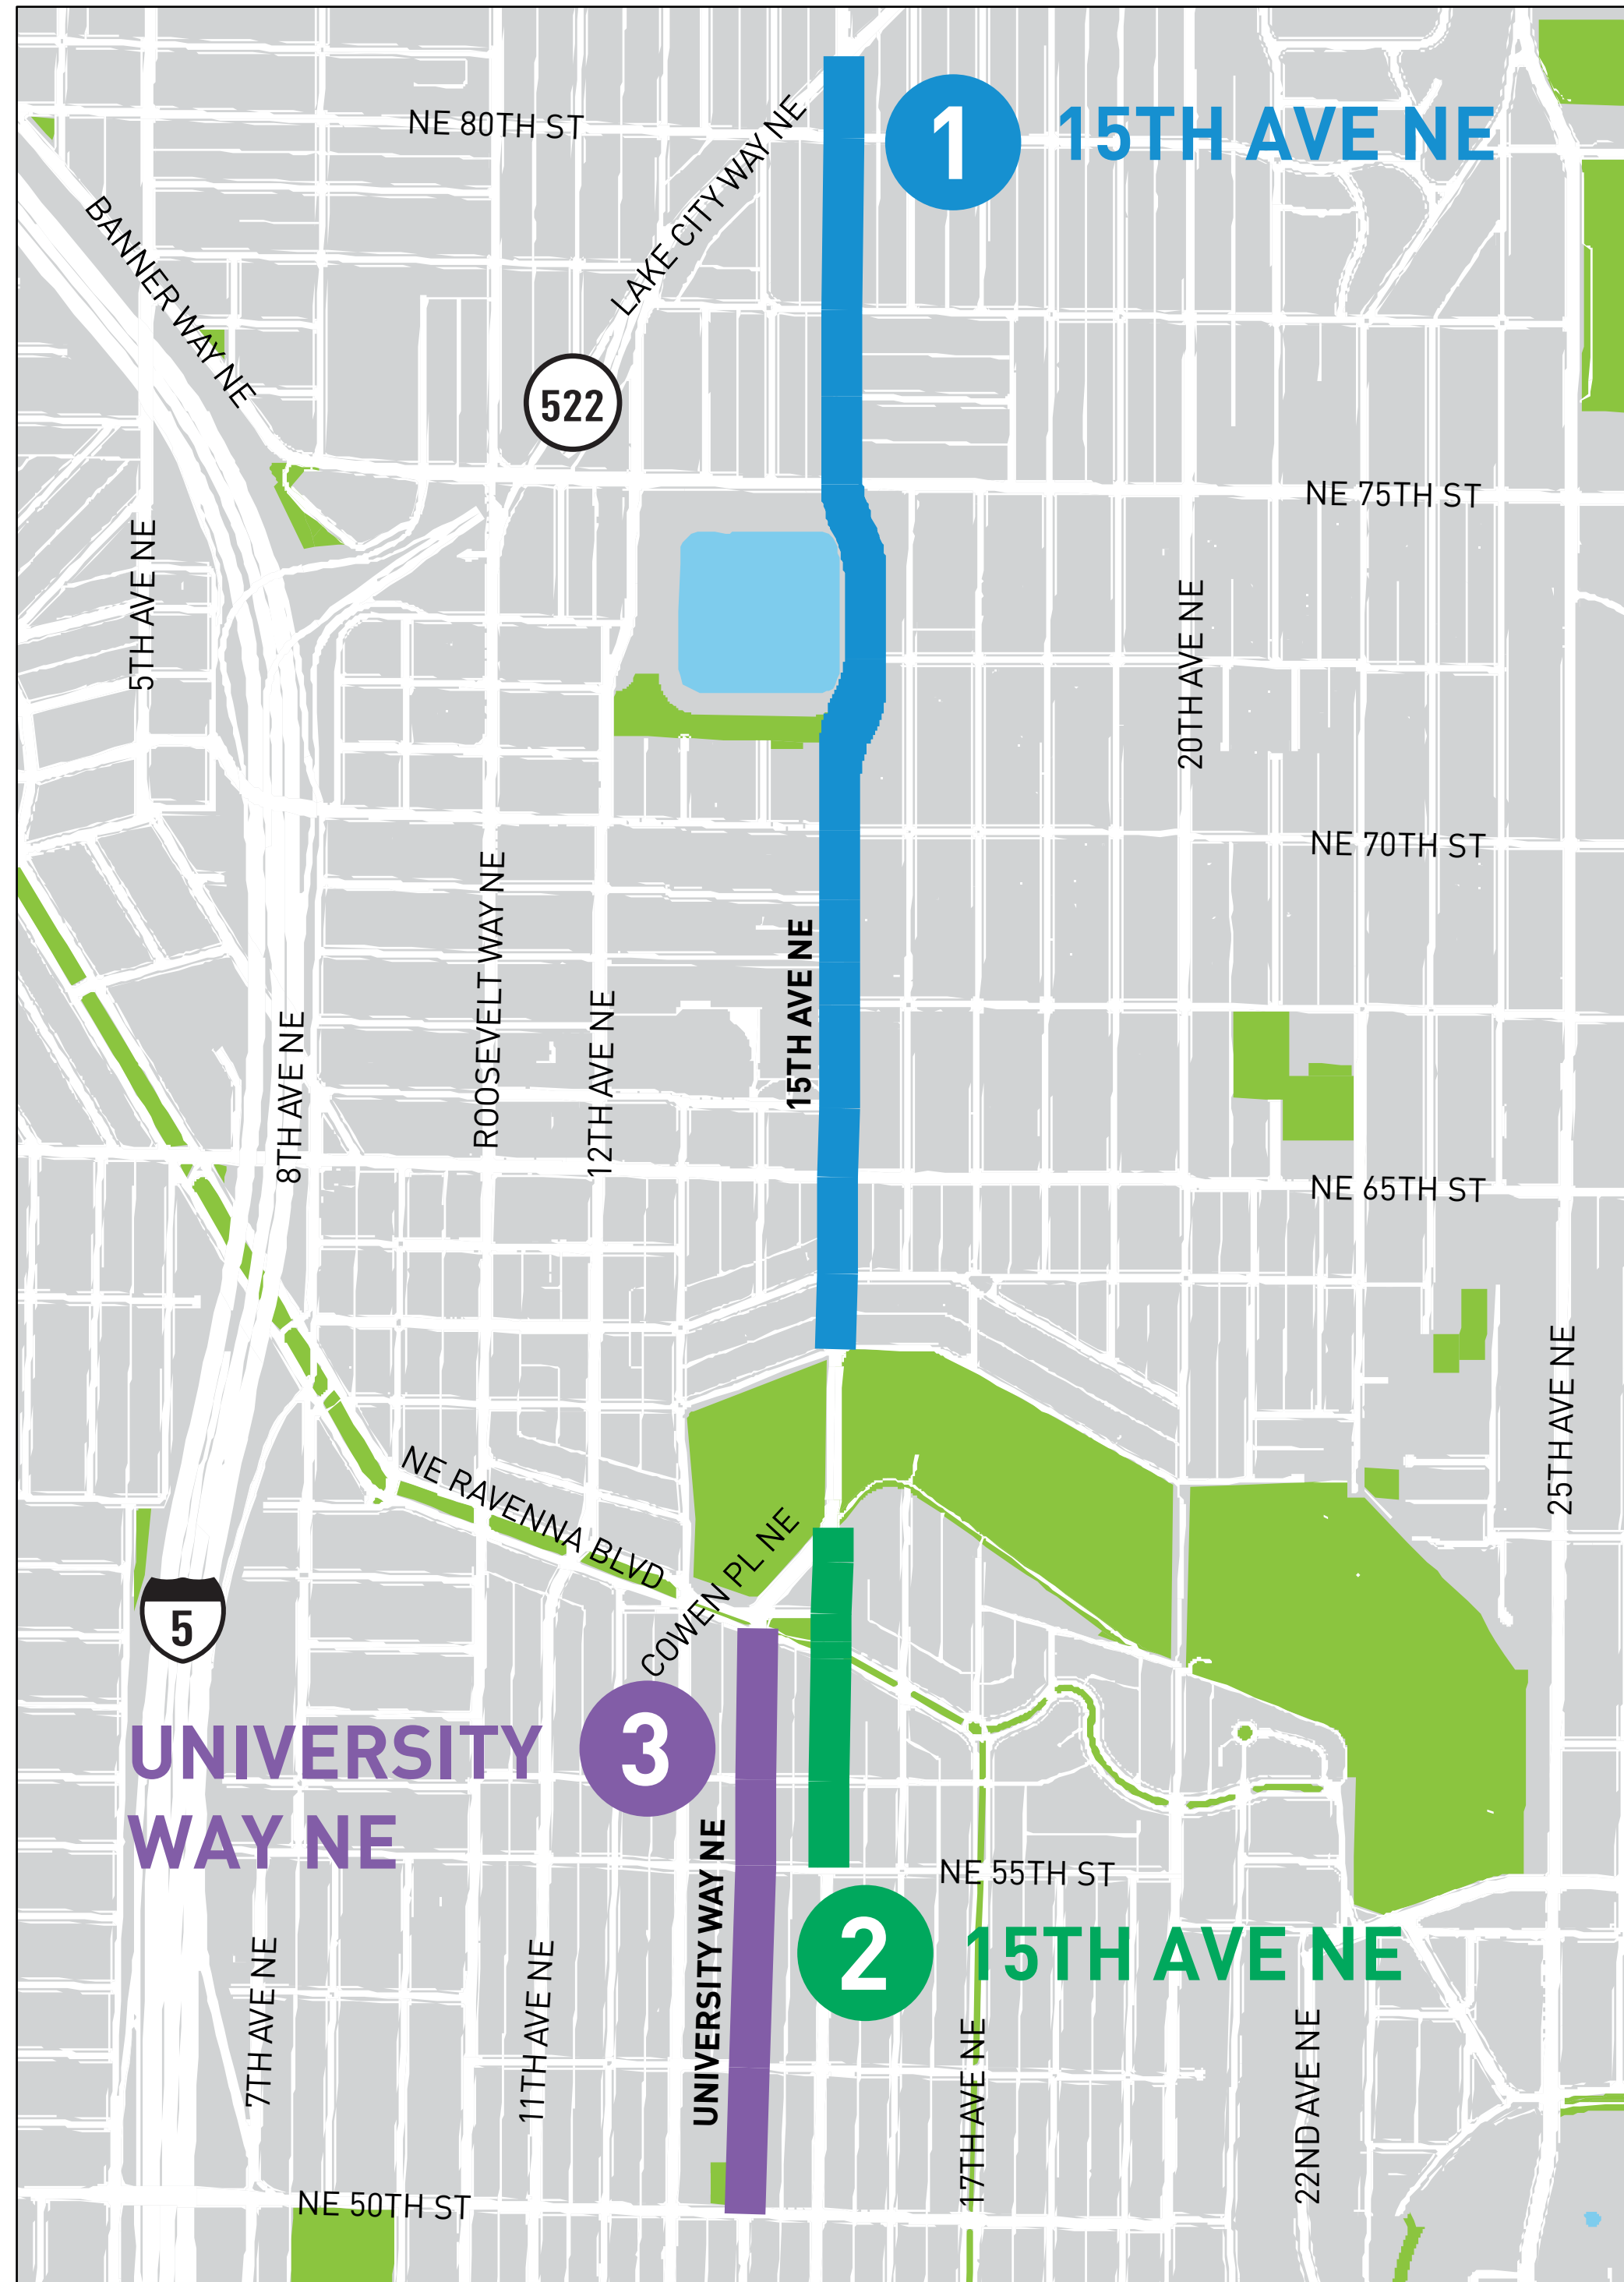 NE 80TH ST
LAKE CITY WAY NE
1
15TH AVE NE
BANNER WAY NE
522
NE 75TH ST
5TH AVE NE
20TH AVE NE
NE 70TH ST
ROOSEVELT WAY NE
15TH AVE NE
12TH AVE NE
8TH AVE NE
NE 65TH ST
25TH AVE NE
NE RAVENNA BLVD
COWEN PL NE
5
UNIVERSITY
WAY NE
3
UNIVERSITY WAY NE
NE 55TH ST
2
15TH AVE NE
7TH AVE NE
11TH AVE NE
17TH AVE NE
22ND AVE NE
NE 50TH ST